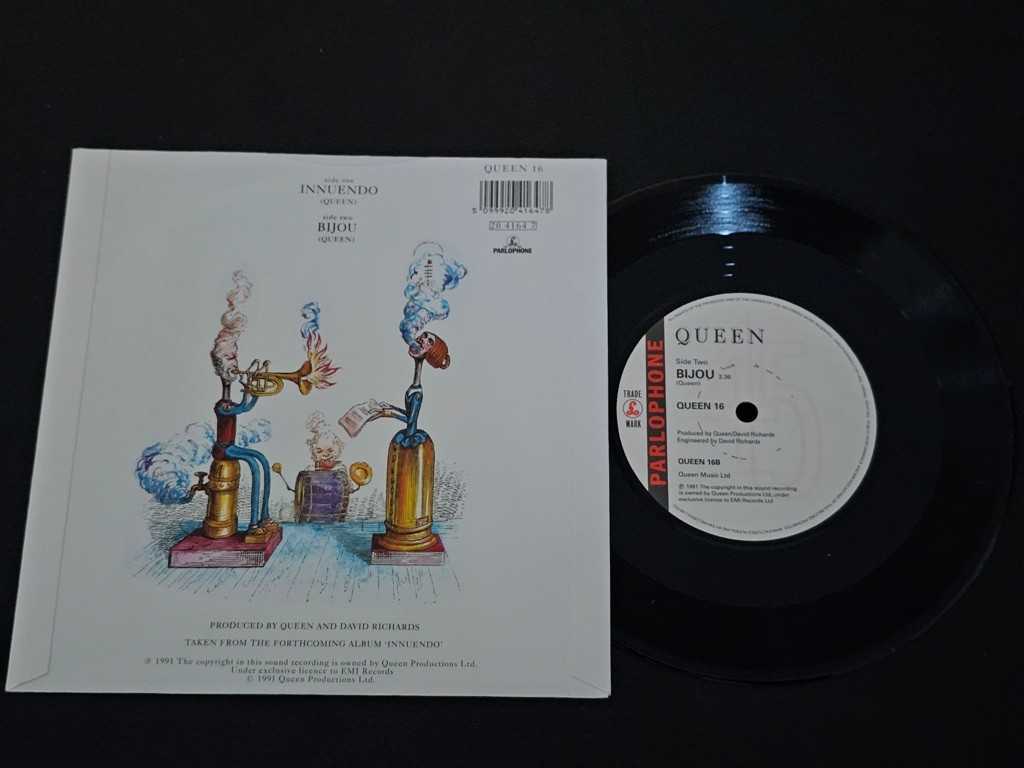 side one
INNUENDO
(QUEEN)
side two
BIJOU
(QUEEN)
QUEEN 16
5 099920 416478
20 4164 7
PARLOPHONE
PRODUCED BY QUEEN AND DAVID RICHARDS
TAKEN FROM THE FORTHCOMING ALBUM ‘INNUENDO’
℗ 1991 The copyright in this sound recording is owned by Queen Productions Ltd.
Under exclusive licence to EMI Records
© 1991 Queen Productions Ltd.
PARLOPHONE
TRADE
MARK
QUEEN
Side Two
BIJOU 3.36
(Queen)
QUEEN 16
Produced by Queen/David Richards
Engineered by David Richards
QUEEN 16B
Queen Music Ltd
℗ 1991 The copyright in this sound recording
is owned by Queen Productions Ltd, under
exclusive licence to EMI Records Ltd